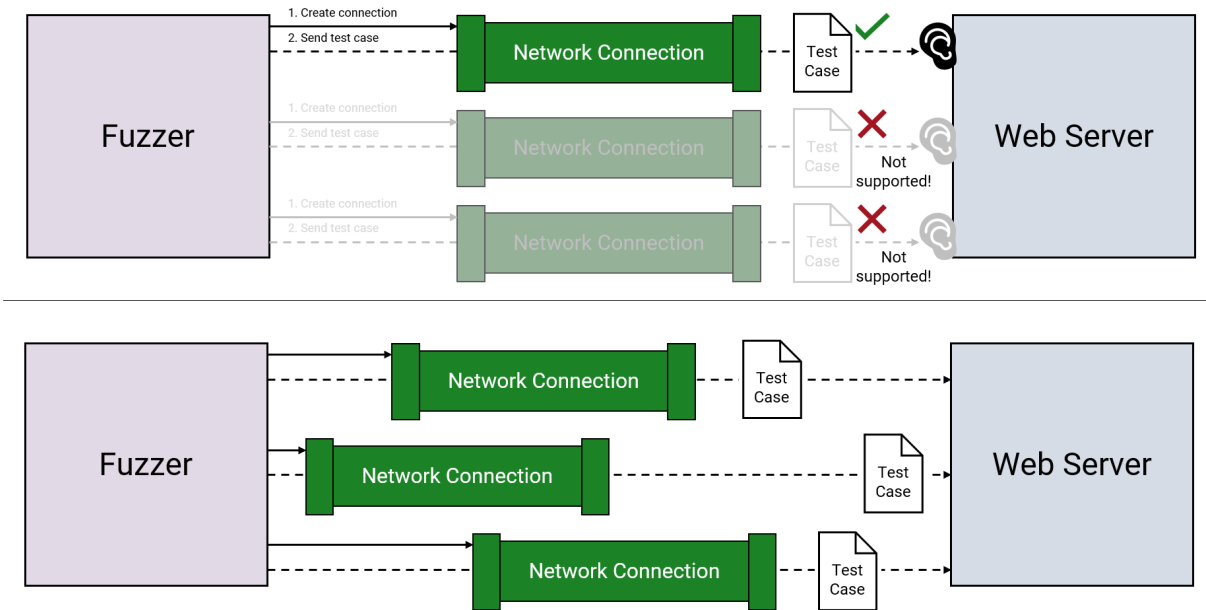 1. Create connection
2. Send test case
Fuzzer
Network Connection
Test
Case
Web Server
1. Create connection
2. Send test case
Network Connection
Test
Case
Not
supported!
1. Create connection
2. Send test case
Network Connection
Test
Case
Not
supported!
Fuzzer
Network Connection
Test
Case
Web Server
Network Connection
Test
Case
Network Connection
Test
Case